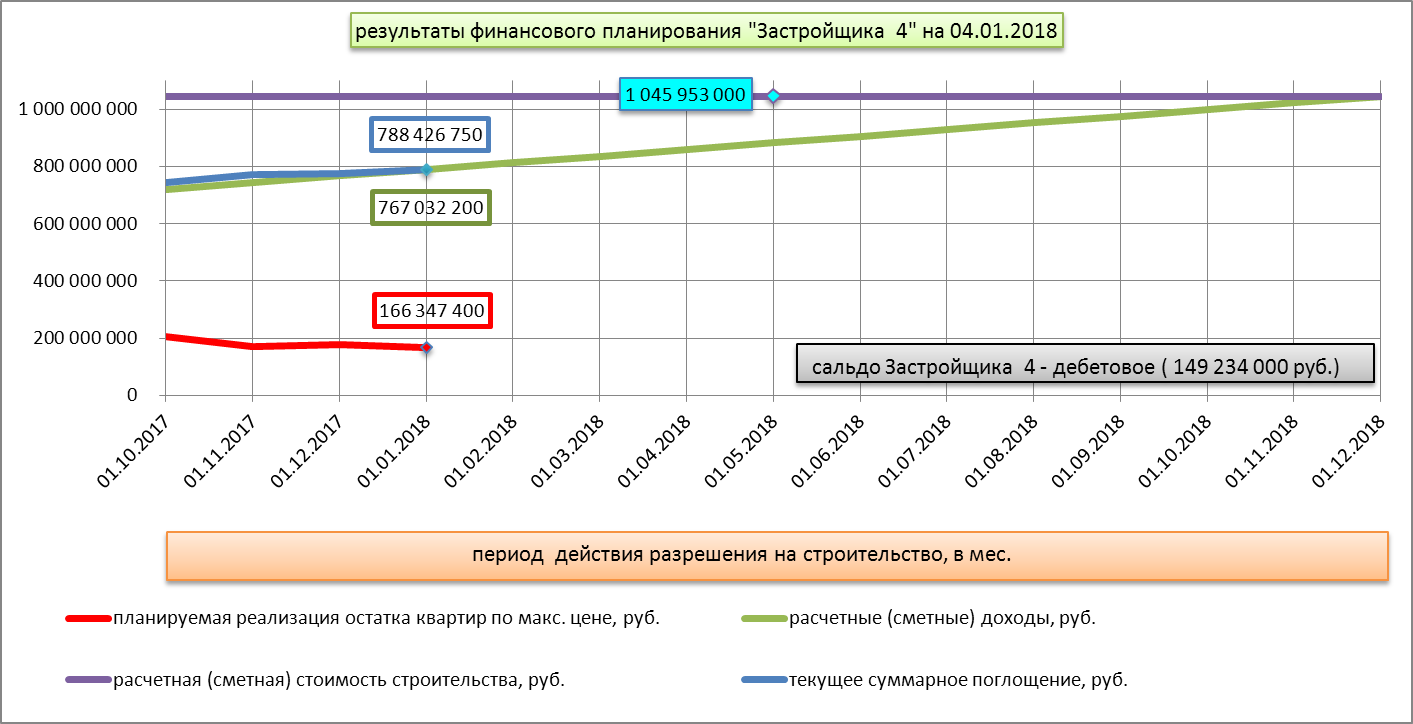 результаты финансового планирования "Застройщика 4" на 04.01.2018
1 045 953 000
1 000 000 000
788 426 750
800 000 000
767 032 200
600 000 000
400 000 000
166 347 400
200 000 000
сальдо Застройщика 4 - дебетовое ( 149 234 000 руб.)
0
01.10.2017
01.11.2017
01.12.2017
01.01.2018
01.02.2018
01.03.2018
01.04.2018
01.05.2018
01.06.2018
01.07.2018
01.08.2018
01.09.2018
01.10.2018
01.11.2018
01.12.2018
период действия разрешения на строительство, в мес.
планируемая реализация остатка квартир по макс. цене, руб.
расчетные (сметные) доходы, руб.
расчетная (сметная) стоимость строительства, руб.
текущее суммарное поглощение, руб.